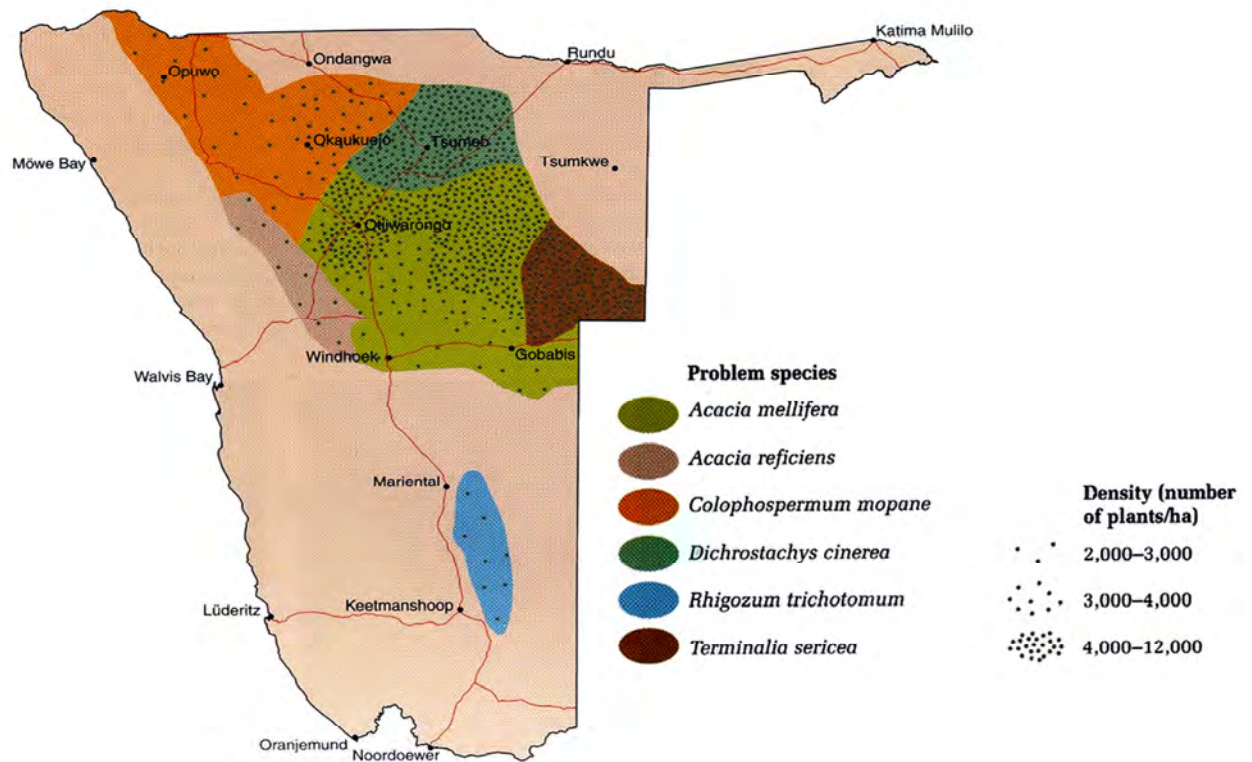 Katima Mulilo
Rundu
Ondangwa
Opuwo
Okaukuejo
Tsumeb
Möwe Bay
Tsumkwe
Otjiwarongo
Windhoek
Gobabis
Walvis Bay
Mariental
Lüderitz
Keetmanshoop
Oranjemund
Noordoewer
Problem species
Acacia mellifera
Acacia reficiens
Colophospermum mopane
Dichrostachys cinerea
Rhigozum trichotomum
Terminalia sericea
Density (number
of plants/ha)
2,000–3,000
3,000–4,000
4,000–12,000